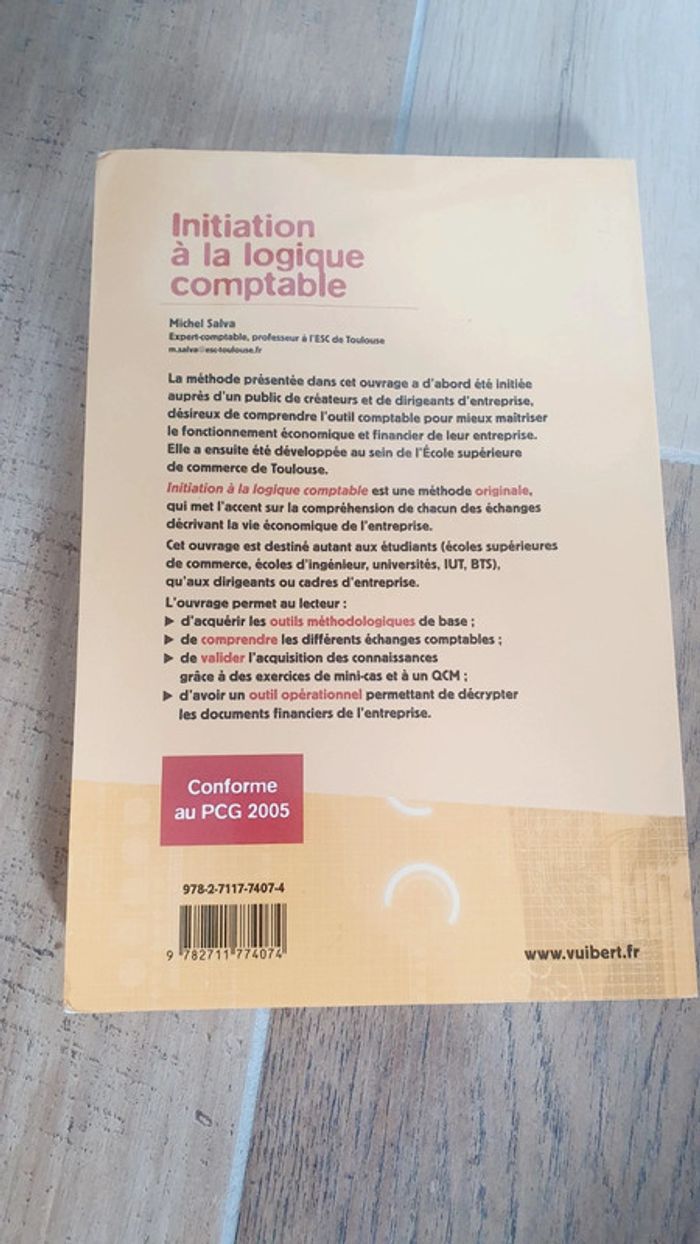 Initiation
à la logique
comptable
Michel Salva
Expert-comptable, professeur à l'ESC de Toulouse
m.salva@esc-toulouse.fr
La méthode présentée dans cet ouvrage a d'abord été initiée
auprès d'un public de créateurs et de dirigeants d'entreprise,
désireux de comprendre l'outil comptable pour mieux maîtriser
le fonctionnement économique et financier de leur entreprise.
Elle a ensuite été développée au sein de l'École supérieure
de commerce de Toulouse.
Initiation à la logique comptable est une méthode originale,
qui met l'accent sur la compréhension de chacun des échanges
décrivant la vie économique de l'entreprise.
Cet ouvrage est destiné autant aux étudiants (écoles supérieures
de commerce, écoles d'ingénieur, universités, IUT, BTS),
qu'aux dirigeants ou cadres d'entreprise.
L'ouvrage permet au lecteur :
▶ d'acquérir les outils méthodologiques de base ;
▶ de comprendre les différents échanges comptables ;
▶ de valider l'acquisition des connaissances
grâce à des exercices de mini-cas et à un QCM ;
▶ d'avoir un outil opérationnel permettant de décrypter
les documents financiers de l'entreprise.
Conforme
au PCG 2005
978-2-7117-7407-4
9 782711 774074
www.vuibert.fr